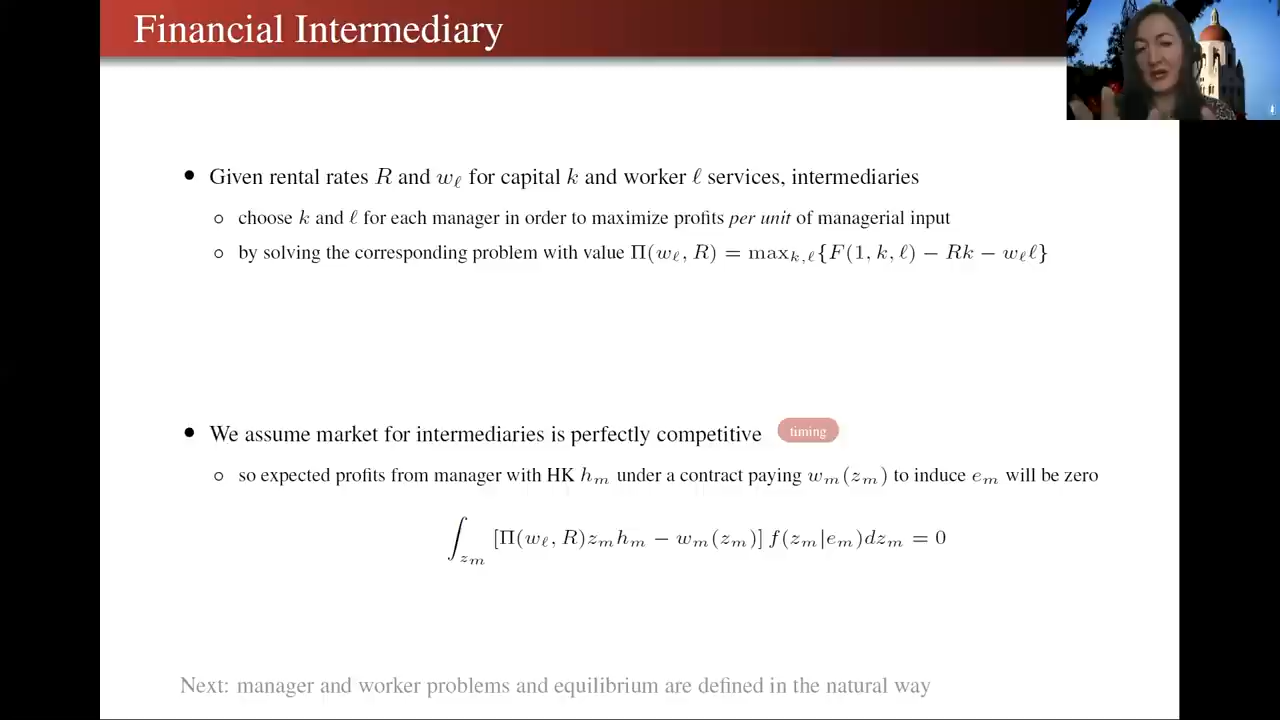 Financial Intermediary
• Given rental rates R and w_ℓ for capital k and worker ℓ services, intermediaries
○ choose k and ℓ for each manager in order to maximize profits per unit of managerial input
○ by solving the corresponding problem with value Π(w_ℓ, R) = max_{k,ℓ}{F(1, k, ℓ) − Rk − w_ℓℓ}
• We assume market for intermediaries is perfectly competitive timing
○ so expected profits from manager with HK h_m under a contract paying w_m(z_m) to induce e_m will be zero
∫_{z_m} [Π(w_ℓ, R)z_m h_m − w_m(z_m)] f(z_m|e_m)dz_m = 0
Next: manager and worker problems and equilibrium are defined in the natural way